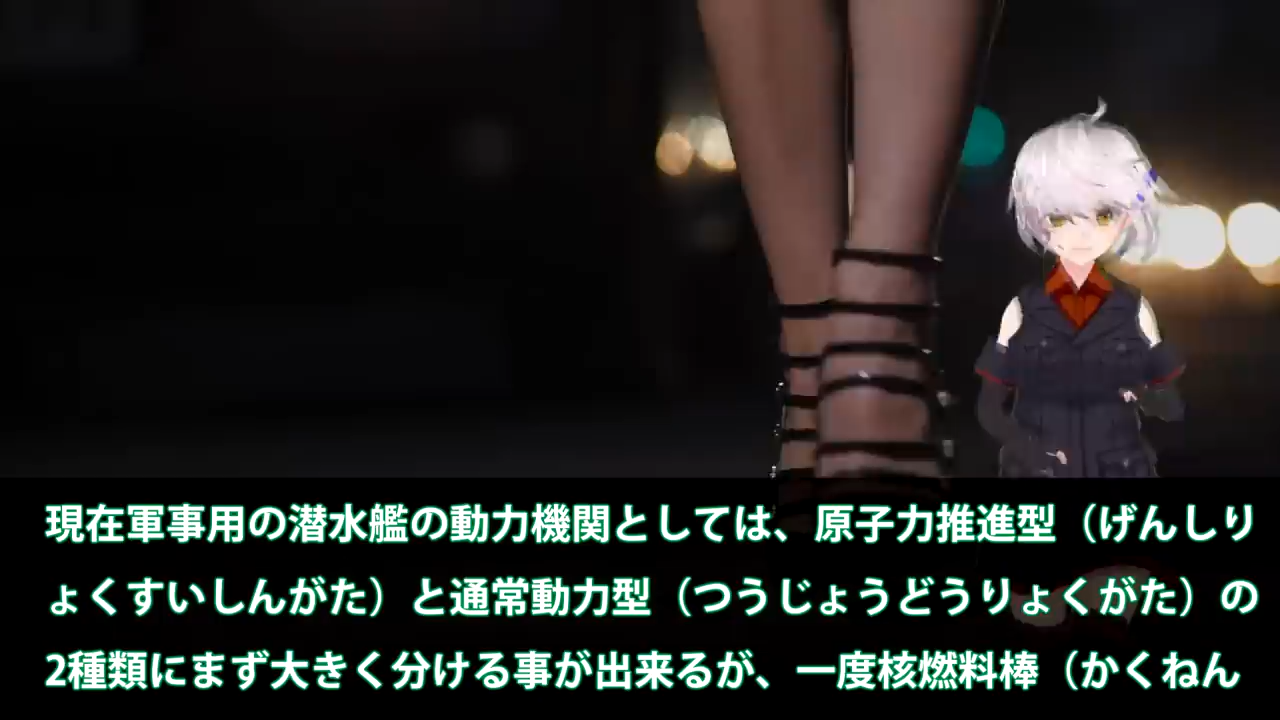 現在軍事用の潜水艦の動力機関としては、原子力推進型（げんしり
ょくすいしんがた）と通常動力型（つうじょうどうりょくがた）の
2種類にまず大きく分ける事が出来るが、一度核燃料棒（かくねん